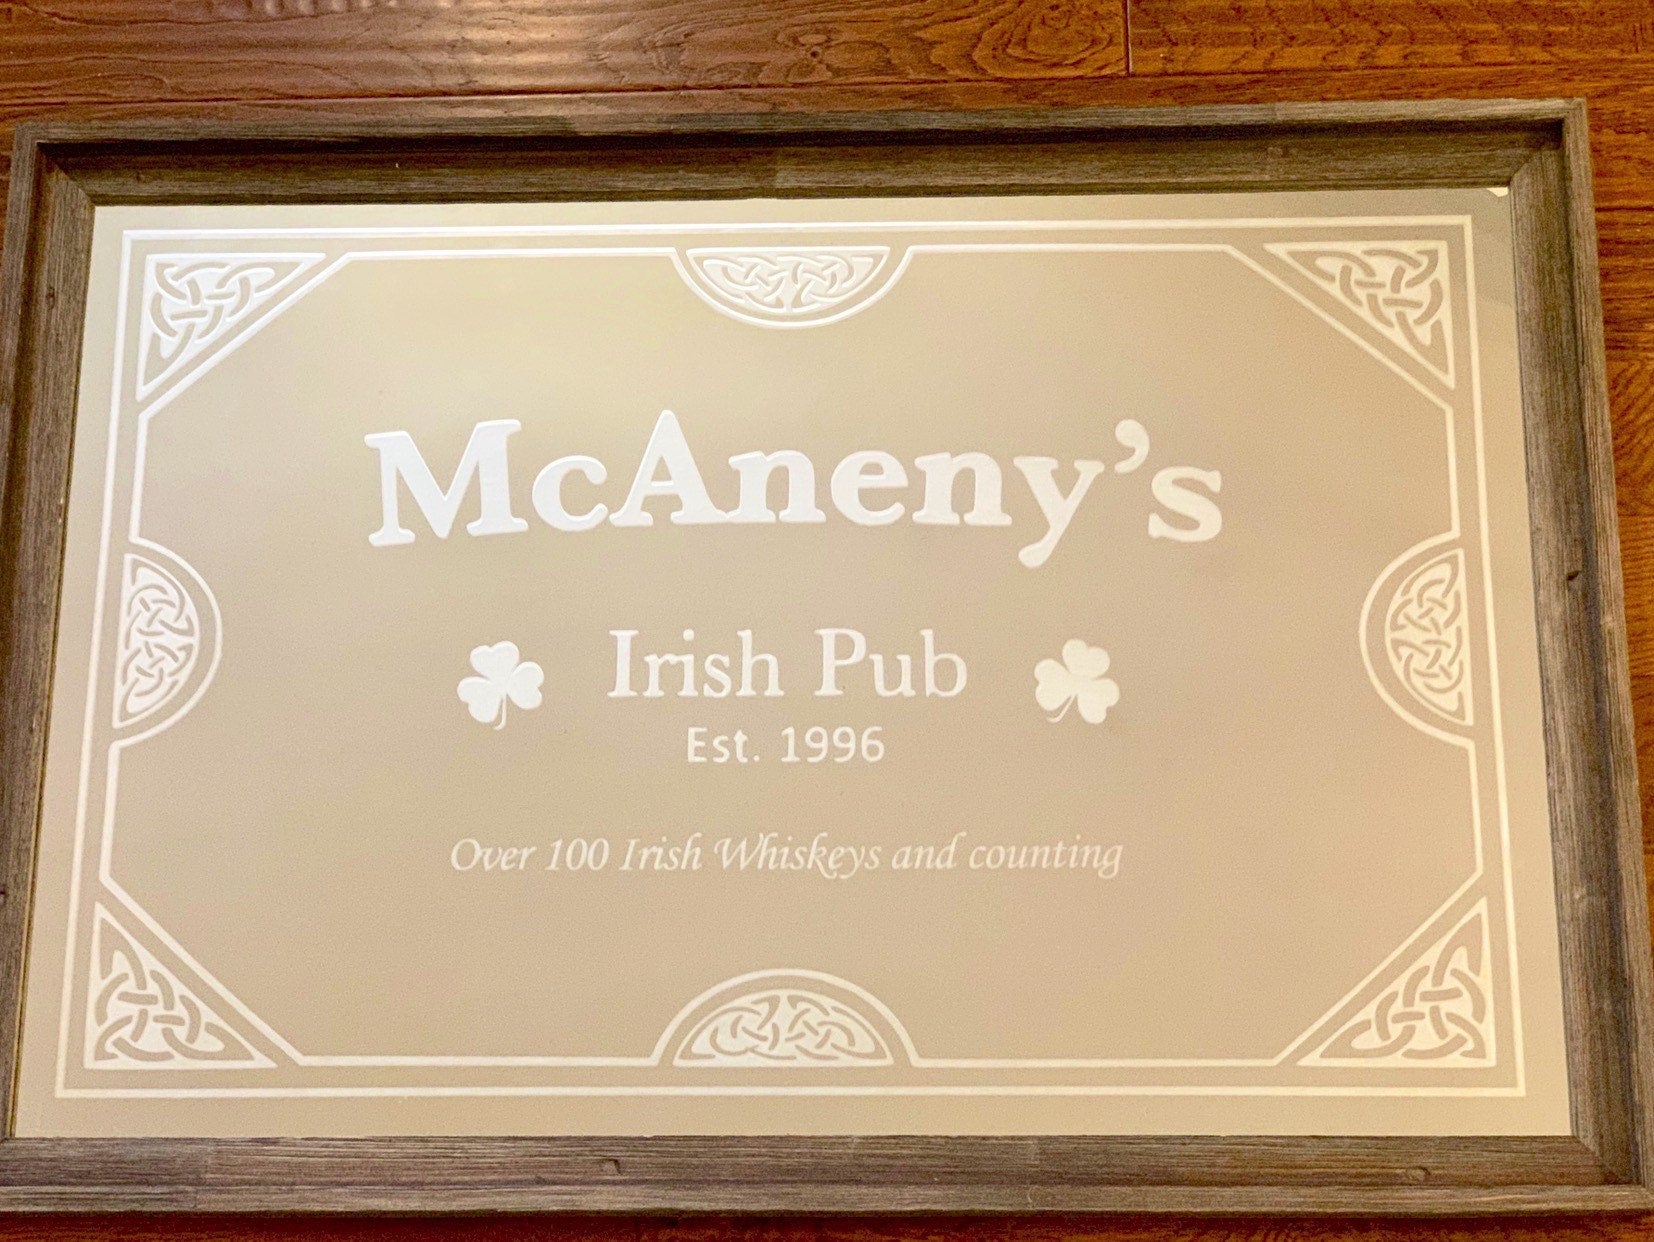 McAneny’s
Irish Pub
Est. 1996
Over 100 Irish Whiskeys and counting